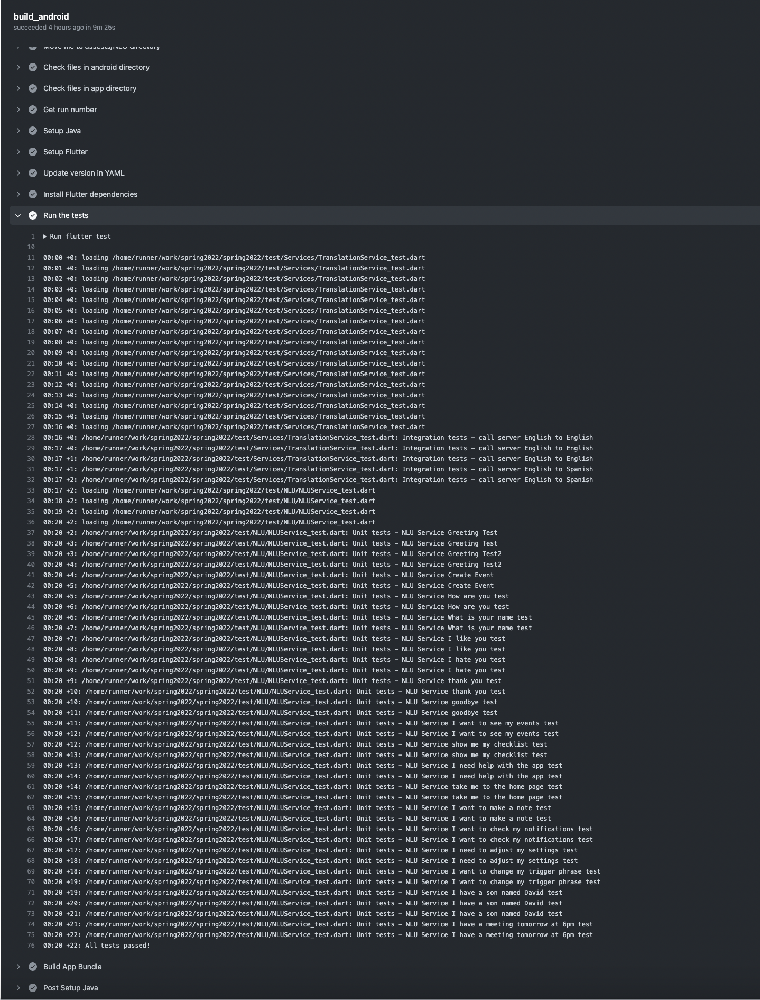 build_android
succeeded 4 hours ago in 9m 25s
Move file to assests/NLU directory
Check files in android directory
Check files in app directory
Get run number
Setup Java
Setup Flutter
Update version in YAML
Install Flutter dependencies
Run the tests
1 ▶ Run flutter test
10
11 00:00 +0: loading /home/runner/work/spring2022/spring2022/test/Services/TranslationService_test.dart
12 00:01 +0: loading /home/runner/work/spring2022/spring2022/test/Services/TranslationService_test.dart
13 00:02 +0: loading /home/runner/work/spring2022/spring2022/test/Services/TranslationService_test.dart
14 00:03 +0: loading /home/runner/work/spring2022/spring2022/test/Services/TranslationService_test.dart
15 00:04 +0: loading /home/runner/work/spring2022/spring2022/test/Services/TranslationService_test.dart
16 00:05 +0: loading /home/runner/work/spring2022/spring2022/test/Services/TranslationService_test.dart
17 00:06 +0: loading /home/runner/work/spring2022/spring2022/test/Services/TranslationService_test.dart
18 00:07 +0: loading /home/runner/work/spring2022/spring2022/test/Services/TranslationService_test.dart
19 00:08 +0: loading /home/runner/work/spring2022/spring2022/test/Services/TranslationService_test.dart
20 00:09 +0: loading /home/runner/work/spring2022/spring2022/test/Services/TranslationService_test.dart
21 00:10 +0: loading /home/runner/work/spring2022/spring2022/test/Services/TranslationService_test.dart
22 00:11 +0: loading /home/runner/work/spring2022/spring2022/test/Services/TranslationService_test.dart
23 00:12 +0: loading /home/runner/work/spring2022/spring2022/test/Services/TranslationService_test.dart
24 00:13 +0: loading /home/runner/work/spring2022/spring2022/test/Services/TranslationService_test.dart
25 00:14 +0: loading /home/runner/work/spring2022/spring2022/test/Services/TranslationService_test.dart
26 00:15 +0: loading /home/runner/work/spring2022/spring2022/test/Services/TranslationService_test.dart
27 00:16 +0: loading /home/runner/work/spring2022/spring2022/test/Services/TranslationService_test.dart
28 00:16 +0: /home/runner/work/spring2022/spring2022/test/Services/TranslationService_test.dart: Integration tests - call server English to English
29 00:17 +0: /home/runner/work/spring2022/spring2022/test/Services/TranslationService_test.dart: Integration tests - call server English to English
30 00:17 +1: /home/runner/work/spring2022/spring2022/test/Services/TranslationService_test.dart: Integration tests - call server English to English
31 00:17 +1: /home/runner/work/spring2022/spring2022/test/Services/TranslationService_test.dart: Integration tests - call server English to Spanish
32 00:17 +2: /home/runner/work/spring2022/spring2022/test/Services/TranslationService_test.dart: Integration tests - call server English to Spanish
33 00:17 +2: loading /home/runner/work/spring2022/spring2022/test/NLU/NLUService_test.dart
34 00:18 +2: loading /home/runner/work/spring2022/spring2022/test/NLU/NLUService_test.dart
35 00:19 +2: loading /home/runner/work/spring2022/spring2022/test/NLU/NLUService_test.dart
36 00:20 +2: loading /home/runner/work/spring2022/spring2022/test/NLU/NLUService_test.dart
37 00:20 +2: /home/runner/work/spring2022/spring2022/test/NLU/NLUService_test.dart: Unit tests - NLU Service Greeting Test
38 00:20 +3: /home/runner/work/spring2022/spring2022/test/NLU/NLUService_test.dart: Unit tests - NLU Service Greeting Test
39 00:20 +3: /home/runner/work/spring2022/spring2022/test/NLU/NLUService_test.dart: Unit tests - NLU Service Greeting Test2
40 00:20 +4: /home/runner/work/spring2022/spring2022/test/NLU/NLUService_test.dart: Unit tests - NLU Service Greeting Test2
41 00:20 +4: /home/runner/work/spring2022/spring2022/test/NLU/NLUService_test.dart: Unit tests - NLU Service Create Event
42 00:20 +5: /home/runner/work/spring2022/spring2022/test/NLU/NLUService_test.dart: Unit tests - NLU Service Create Event
43 00:20 +5: /home/runner/work/spring2022/spring2022/test/NLU/NLUService_test.dart: Unit tests - NLU Service How are you test
44 00:20 +6: /home/runner/work/spring2022/spring2022/test/NLU/NLUService_test.dart: Unit tests - NLU Service How are you test
45 00:20 +6: /home/runner/work/spring2022/spring2022/test/NLU/NLUService_test.dart: Unit tests - NLU Service What is your name test
46 00:20 +7: /home/runner/work/spring2022/spring2022/test/NLU/NLUService_test.dart: Unit tests - NLU Service What is your name test
47 00:20 +7: /home/runner/work/spring2022/spring2022/test/NLU/NLUService_test.dart: Unit tests - NLU Service I like you test
48 00:20 +8: /home/runner/work/spring2022/spring2022/test/NLU/NLUService_test.dart: Unit tests - NLU Service I like you test
49 00:20 +8: /home/runner/work/spring2022/spring2022/test/NLU/NLUService_test.dart: Unit tests - NLU Service I hate you test
50 00:20 +9: /home/runner/work/spring2022/spring2022/test/NLU/NLUService_test.dart: Unit tests - NLU Service I hate you test
51 00:20 +9: /home/runner/work/spring2022/spring2022/test/NLU/NLUService_test.dart: Unit tests - NLU Service thank you test
52 00:20 +10: /home/runner/work/spring2022/spring2022/test/NLU/NLUService_test.dart: Unit tests - NLU Service thank you test
53 00:20 +10: /home/runner/work/spring2022/spring2022/test/NLU/NLUService_test.dart: Unit tests - NLU Service goodbye test
54 00:20 +11: /home/runner/work/spring2022/spring2022/test/NLU/NLUService_test.dart: Unit tests - NLU Service goodbye test
55 00:20 +11: /home/runner/work/spring2022/spring2022/test/NLU/NLUService_test.dart: Unit tests - NLU Service I want to see my events test
56 00:20 +12: /home/runner/work/spring2022/spring2022/test/NLU/NLUService_test.dart: Unit tests - NLU Service I want to see my events test
57 00:20 +12: /home/runner/work/spring2022/spring2022/test/NLU/NLUService_test.dart: Unit tests - NLU Service show me my checklist test
58 00:20 +13: /home/runner/work/spring2022/spring2022/test/NLU/NLUService_test.dart: Unit tests - NLU Service show me my checklist test
59 00:20 +13: /home/runner/work/spring2022/spring2022/test/NLU/NLUService_test.dart: Unit tests - NLU Service I need help with the app test
60 00:20 +14: /home/runner/work/spring2022/spring2022/test/NLU/NLUService_test.dart: Unit tests - NLU Service I need help with the app test
61 00:20 +14: /home/runner/work/spring2022/spring2022/test/NLU/NLUService_test.dart: Unit tests - NLU Service take me to the home page test
62 00:20 +15: /home/runner/work/spring2022/spring2022/test/NLU/NLUService_test.dart: Unit tests - NLU Service take me to the home page test
63 00:20 +15: /home/runner/work/spring2022/spring2022/test/NLU/NLUService_test.dart: Unit tests - NLU Service I want to make a note test
64 00:20 +16: /home/runner/work/spring2022/spring2022/test/NLU/NLUService_test.dart: Unit tests - NLU Service I want to make a note test
65 00:20 +16: /home/runner/work/spring2022/spring2022/test/NLU/NLUService_test.dart: Unit tests - NLU Service I want to check my notifications test
66 00:20 +17: /home/runner/work/spring2022/spring2022/test/NLU/NLUService_test.dart: Unit tests - NLU Service I want to check my notifications test
67 00:20 +17: /home/runner/work/spring2022/spring2022/test/NLU/NLUService_test.dart: Unit tests - NLU Service I need to adjust my settings test
68 00:20 +18: /home/runner/work/spring2022/spring2022/test/NLU/NLUService_test.dart: Unit tests - NLU Service I need to adjust my settings test
69 00:20 +18: /home/runner/work/spring2022/spring2022/test/NLU/NLUService_test.dart: Unit tests - NLU Service I want to change my trigger phrase test
70 00:20 +19: /home/runner/work/spring2022/spring2022/test/NLU/NLUService_test.dart: Unit tests - NLU Service I want to change my trigger phrase test
71 00:20 +19: /home/runner/work/spring2022/spring2022/test/NLU/NLUService_test.dart: Unit tests - NLU Service I have a son named David test
72 00:20 +20: /home/runner/work/spring2022/spring2022/test/NLU/NLUService_test.dart: Unit tests - NLU Service I have a son named David test
73 00:20 +21: /home/runner/work/spring2022/spring2022/test/NLU/NLUService_test.dart: Unit tests - NLU Service I have a son named David test
74 00:20 +21: /home/runner/work/spring2022/spring2022/test/NLU/NLUService_test.dart: Unit tests - NLU Service I have a meeting tomorrow at 6pm test
75 00:20 +22: /home/runner/work/spring2022/spring2022/test/NLU/NLUService_test.dart: Unit tests - NLU Service I have a meeting tomorrow at 6pm test
76 00:20 +22: All tests passed!
Build App Bundle
Post Setup Java